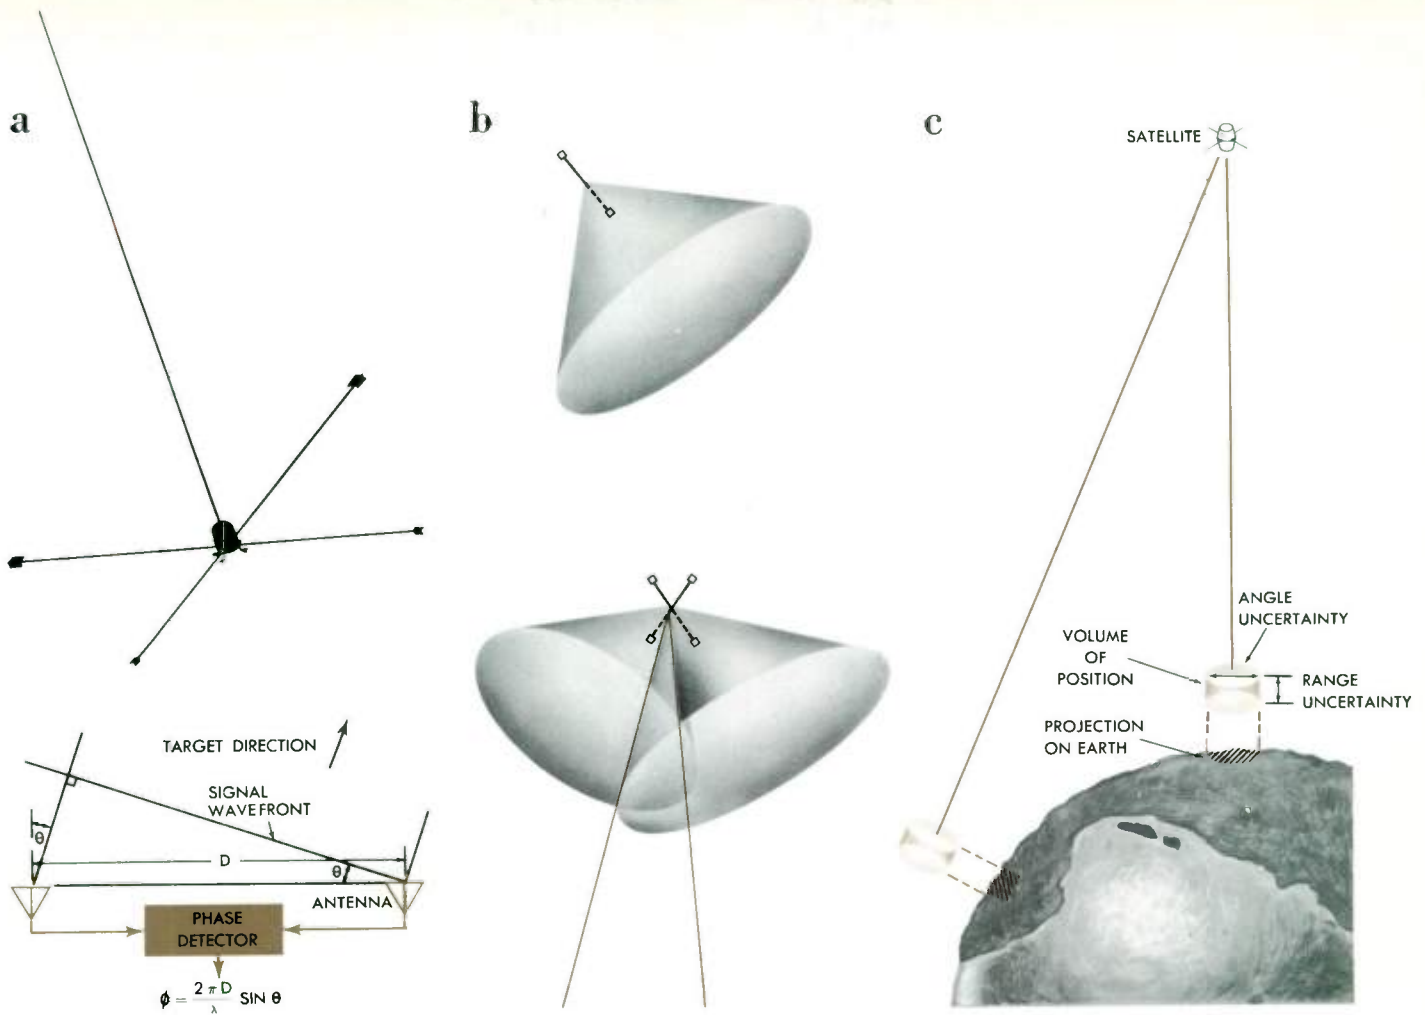 a
TARGET DIRECTION
SIGNAL
WAVEFRONT
θ
D
θ
ANTENNA
PHASE
DETECTOR
ϕ = 2 π D / λ SIN θ
b
c
SATELLITE
ANGLE
UNCERTAINTY
VOLUME
OF
POSITION
RANGE
UNCERTAINTY
PROJECTION
ON EARTH